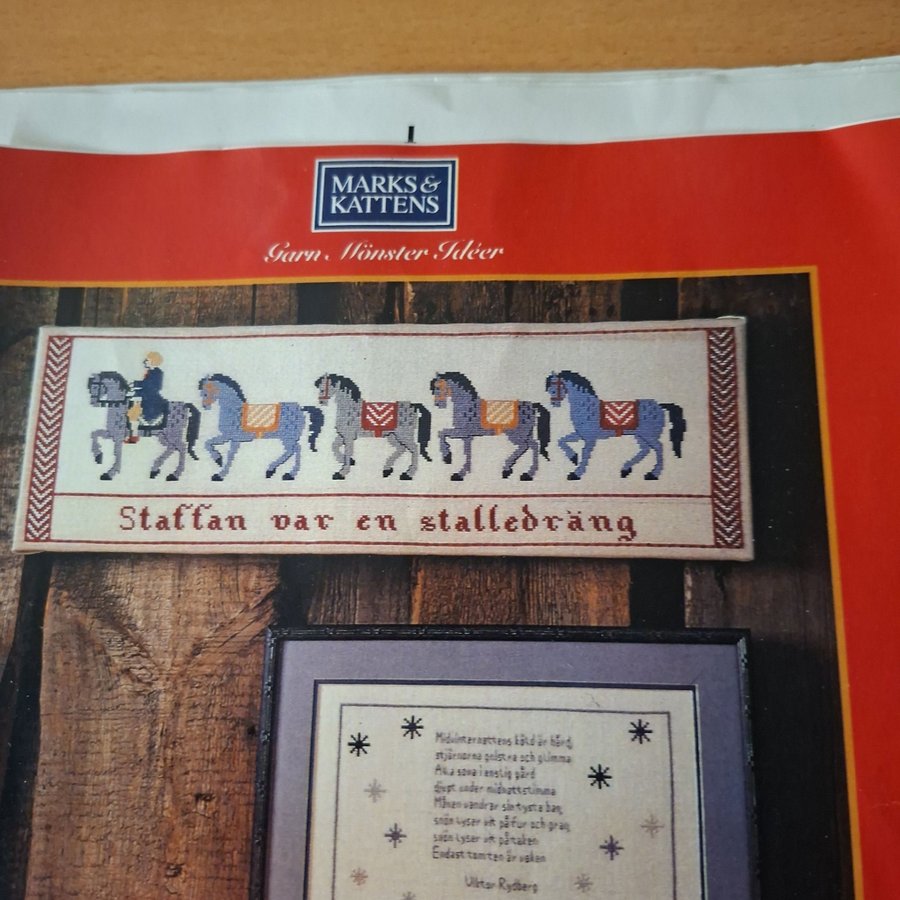 MARKS &
KATTENS
Garn Mönster Idéer
Staffan var en stalledräng
Midvinternattens köld är hård,
stjärnorna gnistra och glimma
Alla sova i enslig gård
djupt under midnattstimma
Månen vandrar sin tysta ban,
snön lyser vit på fur och gran,
snön lyser vit på taken
Endast tomten är vaken
Viktor Rydberg